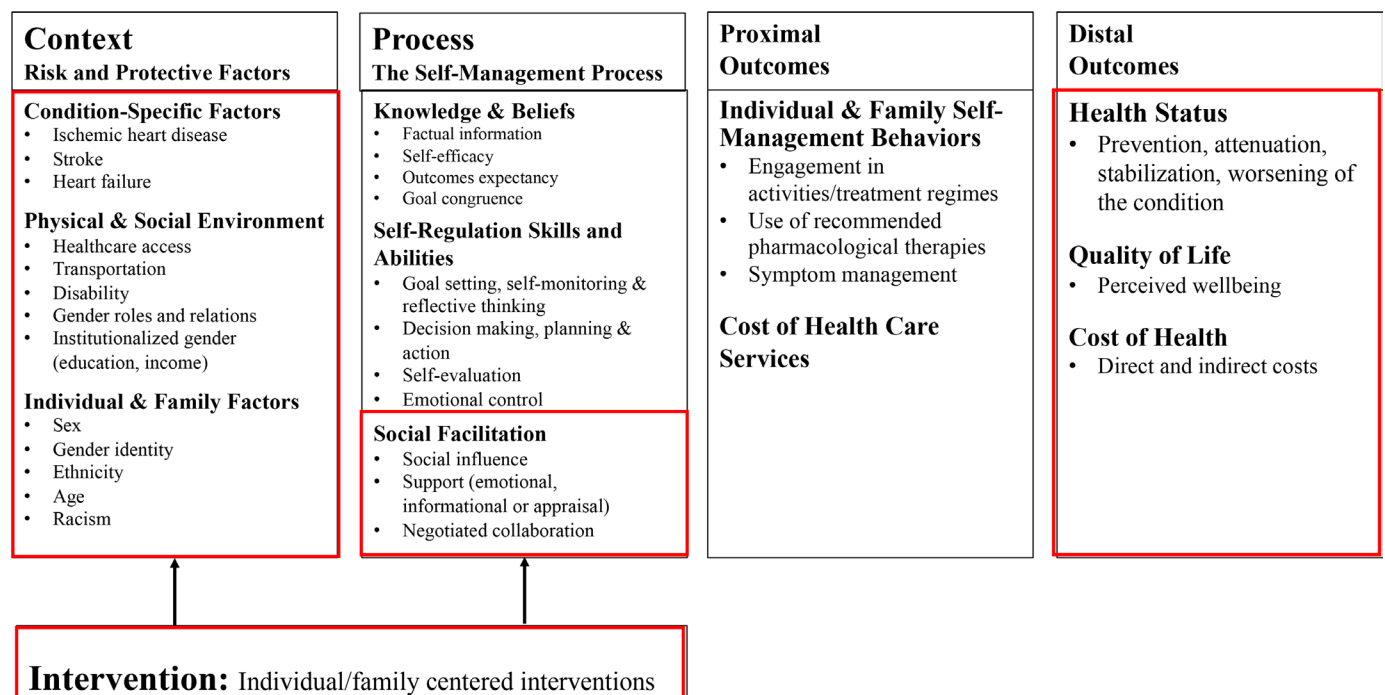 Context
Risk and Protective Factors
Condition-Specific Factors
• Ischemic heart disease
• Stroke
• Heart failure
Physical & Social Environment
• Healthcare access
• Transportation
• Disability
• Gender roles and relations
• Institutionalized gender
(education, income)
Individual & Family Factors
• Sex
• Gender identity
• Ethnicity
• Age
• Racism
Process
The Self-Management Process
Knowledge & Beliefs
• Factual information
• Self-efficacy
• Outcomes expectancy
• Goal congruence
Self-Regulation Skills and
Abilities
• Goal setting, self-monitoring &
reflective thinking
• Decision making, planning &
action
• Self-evaluation
• Emotional control
Social Facilitation
• Social influence
• Support (emotional,
informational or appraisal)
• Negotiated collaboration
Proximal
Outcomes
Individual & Family Self-
Management Behaviors
• Engagement in
activities/treatment regimes
• Use of recommended
pharmacological therapies
• Symptom management
Cost of Health Care
Services
Distal
Outcomes
Health Status
• Prevention, attenuation,
stabilization, worsening of
the condition
Quality of Life
• Perceived wellbeing
Cost of Health
• Direct and indirect costs
Intervention: Individual/family centered interventions